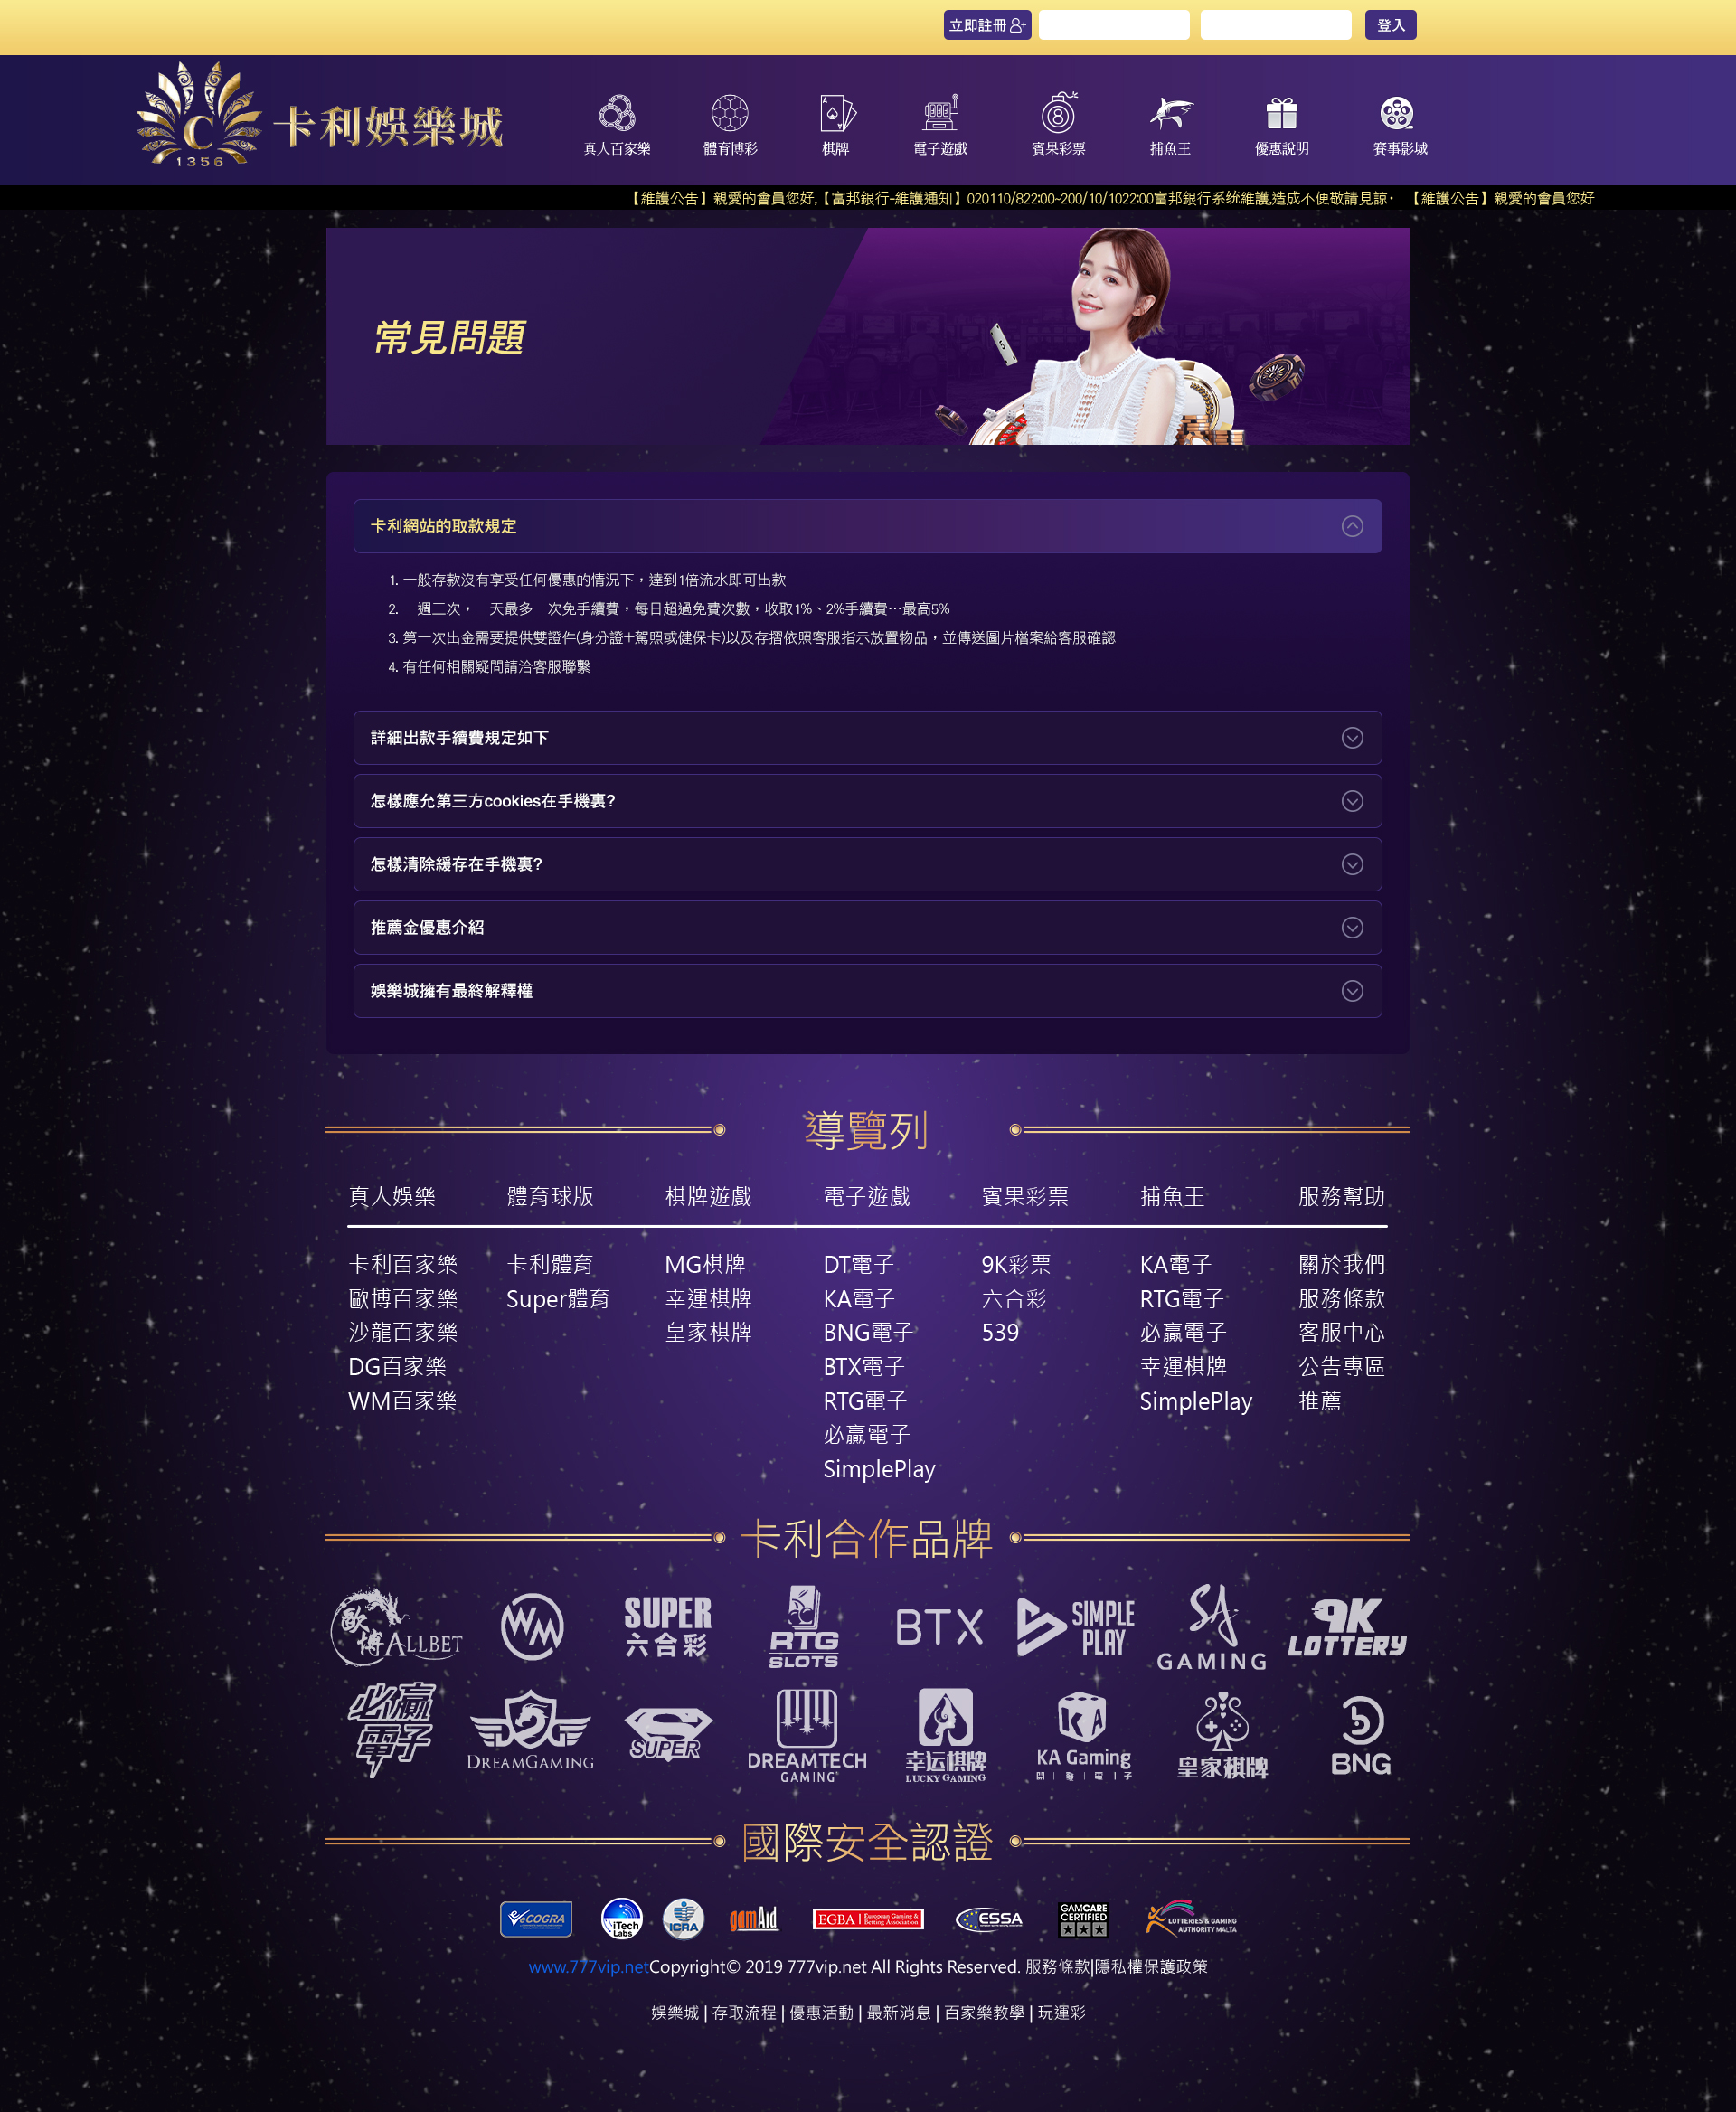 立即註冊
登入
C
1356
卡利娛樂城
真人百家樂
體育博彩
棋牌
電子遊戲
賓果彩票
捕魚王
優惠說明
賽事影城
【維護公告】親愛的會員您好,【富邦銀行-維護通知】020110/822:00~200/10/1022:00富邦銀行系統維護,造成不便敬請見諒· 【維護公告】親愛的會員您好
常見問題
卡利網站的取款規定
1. 一般存款沒有享受任何優惠的情況下，達到1倍流水即可出款
2. 一週三次，一天最多一次免手續費，每日超過免費次數，收取1%、2%手續費…最高5%
3. 第一次出金需要提供雙證件(身分證+駕照或健保卡)以及存摺依照客服指示放置物品，並傳送圖片檔案給客服確認
4. 有任何相關疑問請洽客服聯繫
詳細出款手續費規定如下
怎樣應允第三方cookies在手機裏?
怎樣清除緩存在手機裏?
推薦金優惠介紹
娛樂城擁有最終解釋權
導覽列
真人娛樂
體育球版
棋牌遊戲
電子遊戲
賓果彩票
捕魚王
服務幫助
卡利百家樂
歐博百家樂
沙龍百家樂
DG百家樂
WM百家樂
卡利體育
Super體育
MG棋牌
幸運棋牌
皇家棋牌
DT電子
KA電子
BNG電子
BTX電子
RTG電子
必贏電子
SimplePlay
9K彩票
六合彩
539
KA電子
RTG電子
必贏電子
幸運棋牌
SimplePlay
關於我們
服務條款
客服中心
公告專區
推薦
卡利合作品牌
歐博ALLBET
WM
SUPER
六合彩
RTG
SLOTS
BTX
SIMPLE
PLAY
SA
GAMING
9K
LOTTERY
必贏
電子
DREAMGAMING
S
SUPER
DREAMTECH
GAMING
幸运棋牌
LUCKY GAMING
KA
KA Gaming
皇家棋牌
BNG
國際安全認證
eCOGRA
iTech
Labs
ICRA
gamAid
EGBA European Gaming &
Betting Association
ESSA
GAMCARE
CERTIFIED
LOTTERIES & GAMING
AUTHORITY MALTA
www.777vip.netCopyright© 2019 777vip.net All Rights Reserved. 服務條款|隱私權保護政策
娛樂城 | 存取流程 | 優惠活動 | 最新消息 | 百家樂教學 | 玩運彩